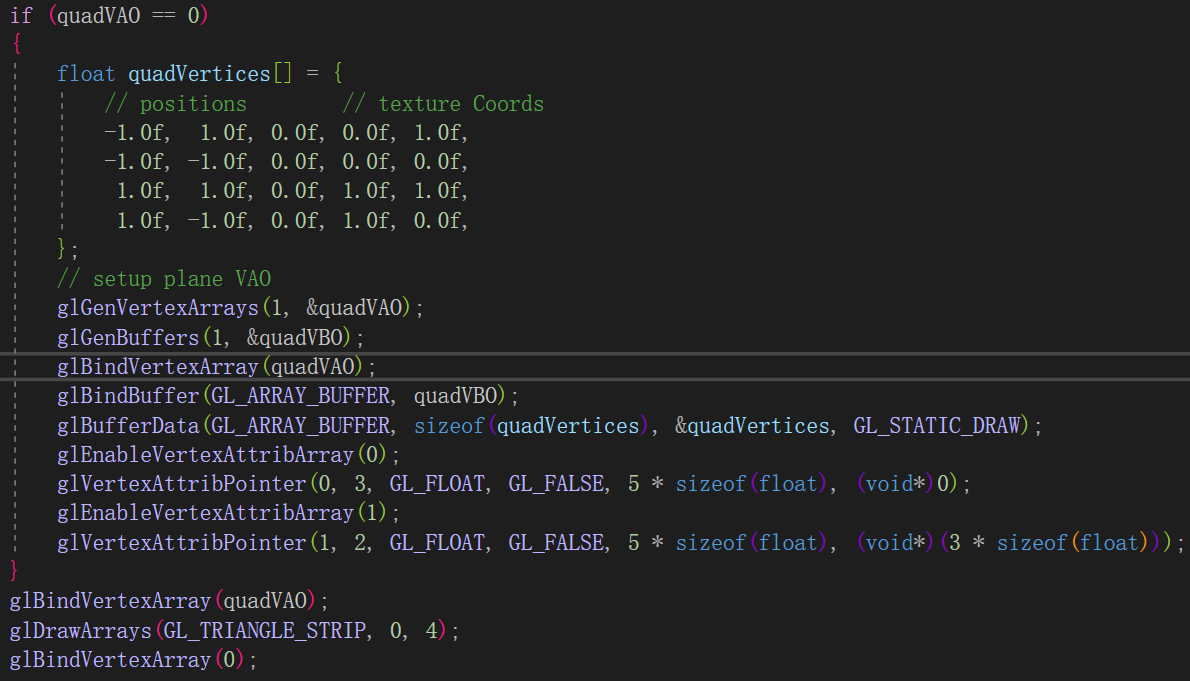 if (quadVAO == 0)
{
    float quadVertices[] = {
        // positions        // texture Coords
        -1.0f,  1.0f, 0.0f, 0.0f, 1.0f,
        -1.0f, -1.0f, 0.0f, 0.0f, 0.0f,
         1.0f,  1.0f, 0.0f, 1.0f, 1.0f,
         1.0f, -1.0f, 0.0f, 1.0f, 0.0f,
    };
    // setup plane VAO
    glGenVertexArrays(1, &quadVAO);
    glGenBuffers(1, &quadVBO);
    glBindVertexArray(quadVAO);
    glBindBuffer(GL_ARRAY_BUFFER, quadVBO);
    glBufferData(GL_ARRAY_BUFFER, sizeof(quadVertices), &quadVertices, GL_STATIC_DRAW);
    glEnableVertexAttribArray(0);
    glVertexAttribPointer(0, 3, GL_FLOAT, GL_FALSE, 5 * sizeof(float), (void*)0);
    glEnableVertexAttribArray(1);
    glVertexAttribPointer(1, 2, GL_FLOAT, GL_FALSE, 5 * sizeof(float), (void*)(3 * sizeof(float)));
}
glBindVertexArray(quadVAO);
glDrawArrays(GL_TRIANGLE_STRIP, 0, 4);
glBindVertexArray(0);